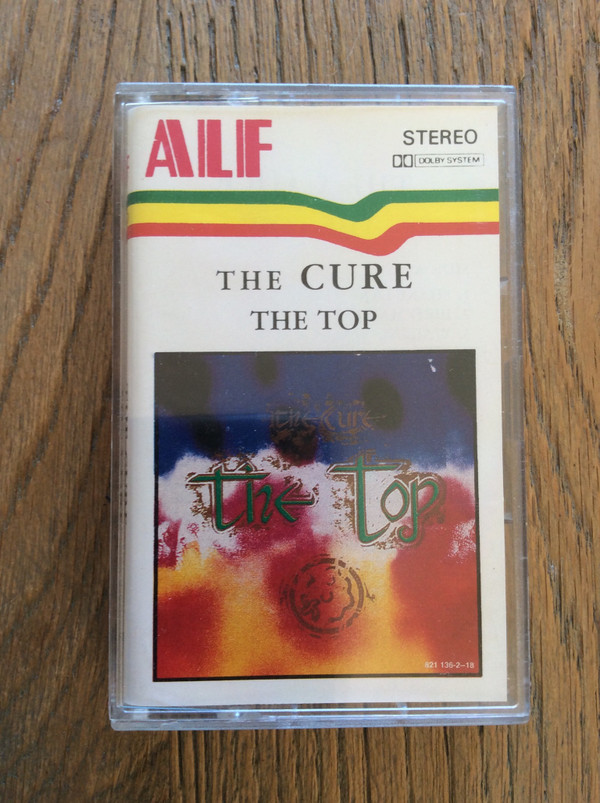 ALF
STEREO
DOLBY SYSTEM
THE CURE
THE TOP
the cure
the top
821 136-2-18